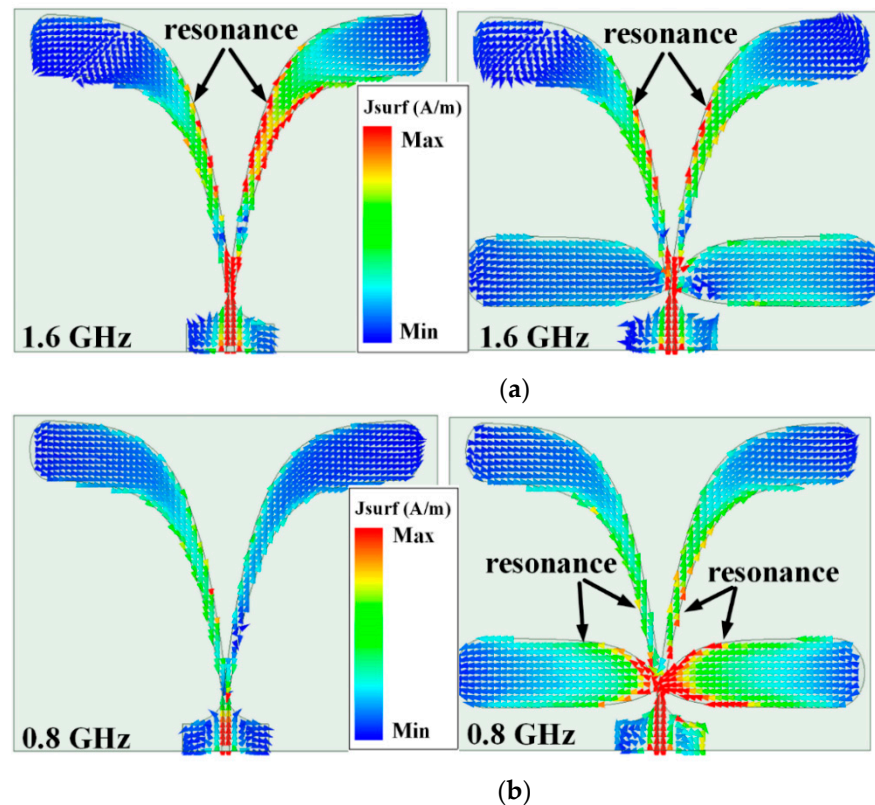 resonance
resonance
Jsurf (A/m)
Max
Min
1.6 GHz
1.6 GHz
(a)
Jsurf (A/m)
Max
Min
resonance
resonance
0.8 GHz
0.8 GHz
(b)